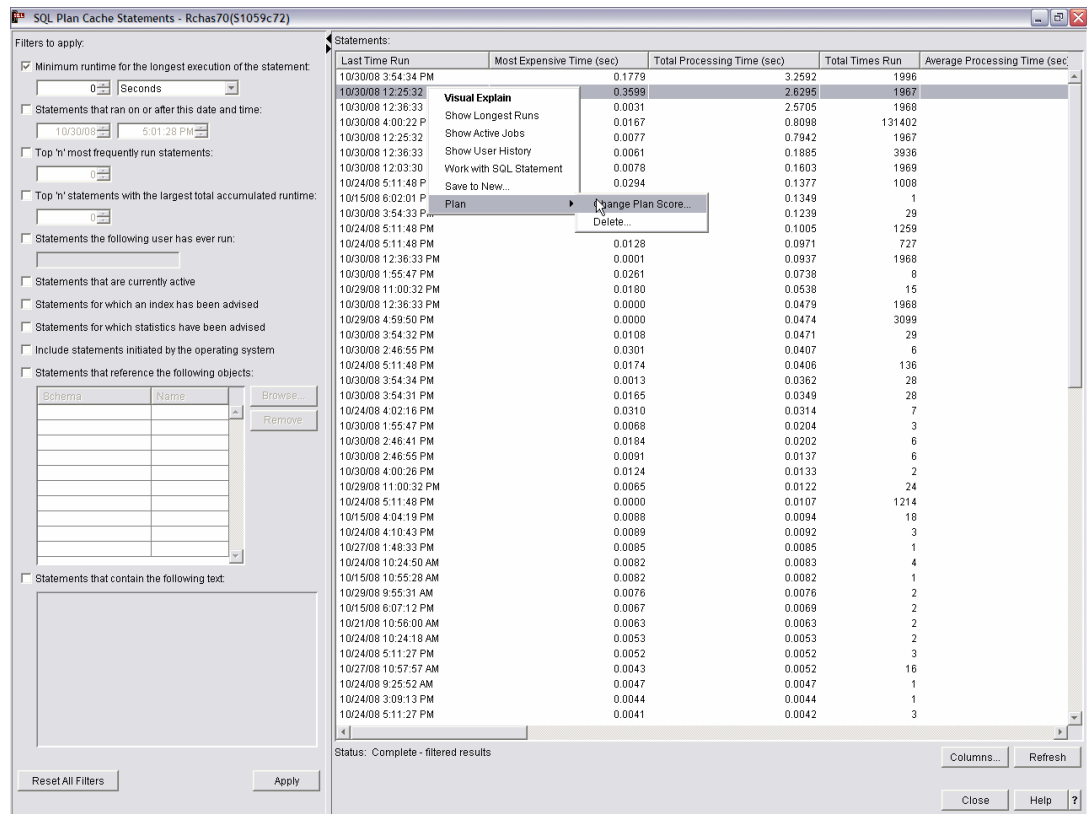 SQL Plan Cache Statements - Rchas70(S1059c72)
Filters to apply:
Minimum runtime for the longest execution of the statement:
0 Seconds
Statements that ran on or after this date and time:
10/30/08 5:01:28 PM
Top 'n' most frequently run statements:
0
Top 'n' statements with the largest total accumulated runtime:
0
Statements the following user has ever run:
Statements that are currently active
Statements for which an index has been advised
Statements for which statistics have been advised
Include statements initiated by the operating system
Statements that reference the following objects:
Schema Name
Browse...
Remove
Statements that contain the following text:
Reset All Filters Apply
Statements:
Last Time Run Most Expensive Time (sec) Total Processing Time (sec) Total Times Run Average Processing Time (sec
10/30/08 3:54:34 PM 0.1779 3.2592 1996
10/30/08 12:25:32 0.3599 2.6295 1967
10/30/08 12:36:33 0.0031 2.5705 1968
10/30/08 4:00:22 P 0.0167 0.8098 131402
10/30/08 12:25:32 0.0077 0.7942 1967
10/30/08 12:36:33 0.0061 0.1885 3936
10/30/08 12:03:30 0.0078 0.1603 1969
10/24/08 5:11:48 P 0.0294 0.1377 1008
10/15/08 6:02:01 P 0.1349 1
10/30/08 3:54:33 P 0.1239 29
10/24/08 5:11:48 PM 0.1005 1259
10/24/08 5:11:48 PM 0.0128 0.0971 727
10/30/08 12:36:33 PM 0.0001 0.0937 1968
10/30/08 1:55:47 PM 0.0261 0.0738 8
10/29/08 11:00:32 PM 0.0180 0.0538 15
10/30/08 12:36:33 PM 0.0000 0.0479 1968
10/29/08 4:59:50 PM 0.0000 0.0474 3099
10/30/08 3:54:32 PM 0.0108 0.0471 29
10/30/08 2:46:55 PM 0.0301 0.0407 6
10/24/08 5:11:48 PM 0.0174 0.0406 136
10/30/08 3:54:34 PM 0.0013 0.0362 28
10/30/08 3:54:31 PM 0.0165 0.0349 28
10/24/08 4:02:16 PM 0.0310 0.0314 7
10/30/08 1:55:47 PM 0.0068 0.0204 3
10/30/08 2:46:41 PM 0.0184 0.0202 6
10/30/08 2:46:55 PM 0.0091 0.0137 6
10/30/08 4:00:26 PM 0.0124 0.0133 2
10/29/08 11:00:32 PM 0.0065 0.0122 24
10/24/08 5:11:48 PM 0.0000 0.0107 1214
10/15/08 4:04:19 PM 0.0088 0.0094 18
10/24/08 4:10:43 PM 0.0089 0.0092 3
10/27/08 1:48:33 PM 0.0085 0.0085 1
10/24/08 10:24:50 AM 0.0082 0.0083 4
10/15/08 10:55:28 AM 0.0082 0.0082 1
10/29/08 9:55:31 AM 0.0076 0.0076 2
10/15/08 6:07:12 PM 0.0067 0.0069 2
10/21/08 10:56:00 AM 0.0063 0.0063 2
10/24/08 10:24:18 AM 0.0053 0.0053 2
10/24/08 5:11:27 PM 0.0052 0.0052 3
10/27/08 10:57:57 AM 0.0043 0.0052 16
10/24/08 9:25:52 AM 0.0047 0.0047 1
10/24/08 3:09:13 PM 0.0044 0.0044 1
10/24/08 5:11:27 PM 0.0041 0.0042 3
Visual Explain
Show Longest Runs
Show Active Jobs
Show User History
Work with SQL Statement
Save to New...
Plan
Change Plan Score...
Delete...
Status: Complete - filtered results
Columns... Refresh
Close Help ?